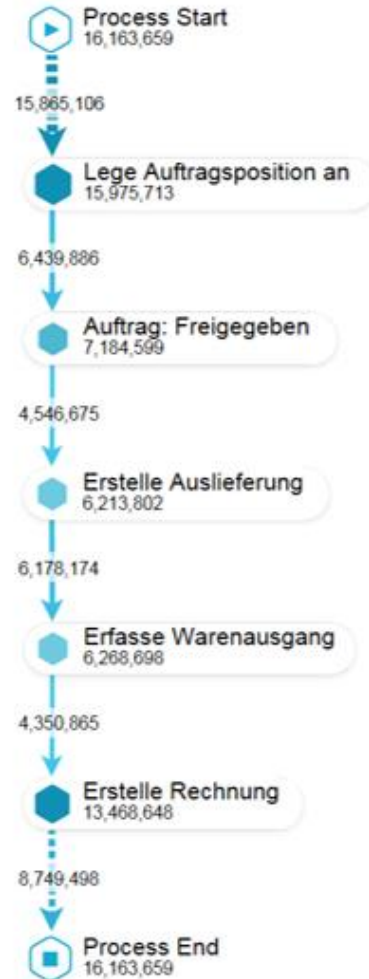 Process Start
16,163,659
15,865,106
Lege Auftragsposition an
15,975,713
6,439,886
Auftrag: Freigegeben
7,184,599
4,546,675
Erstelle Auslieferung
6,213,802
6,178,174
Erfasse Warenausgang
6,268,698
4,350,865
Erstelle Rechnung
13,468,648
8,749,498
Process End
16,163,659